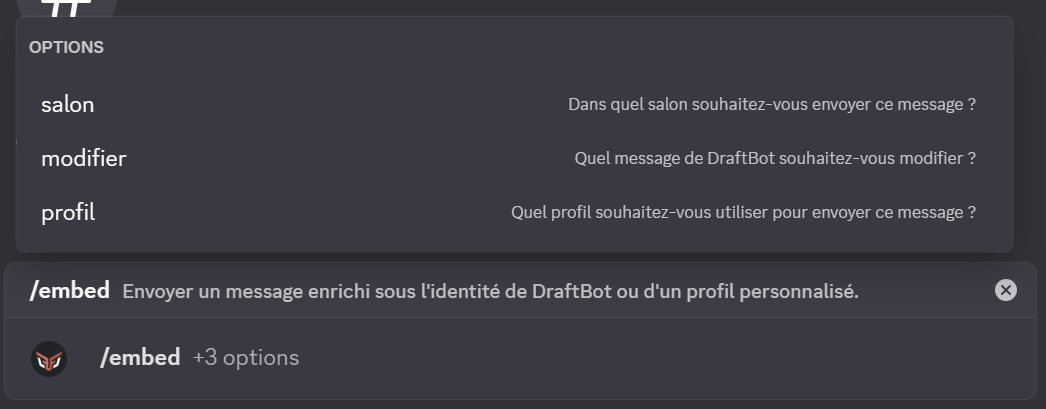 OPTIONS
salon Dans quel salon souhaitez-vous envoyer ce message ?
modifier Quel message de DraftBot souhaitez-vous modifier ?
profil Quel profil souhaitez-vous utiliser pour envoyer ce message ?
/embed Envoyer un message enrichi sous l'identité de DraftBot ou d'un profil personnalisé.
/embed +3 options